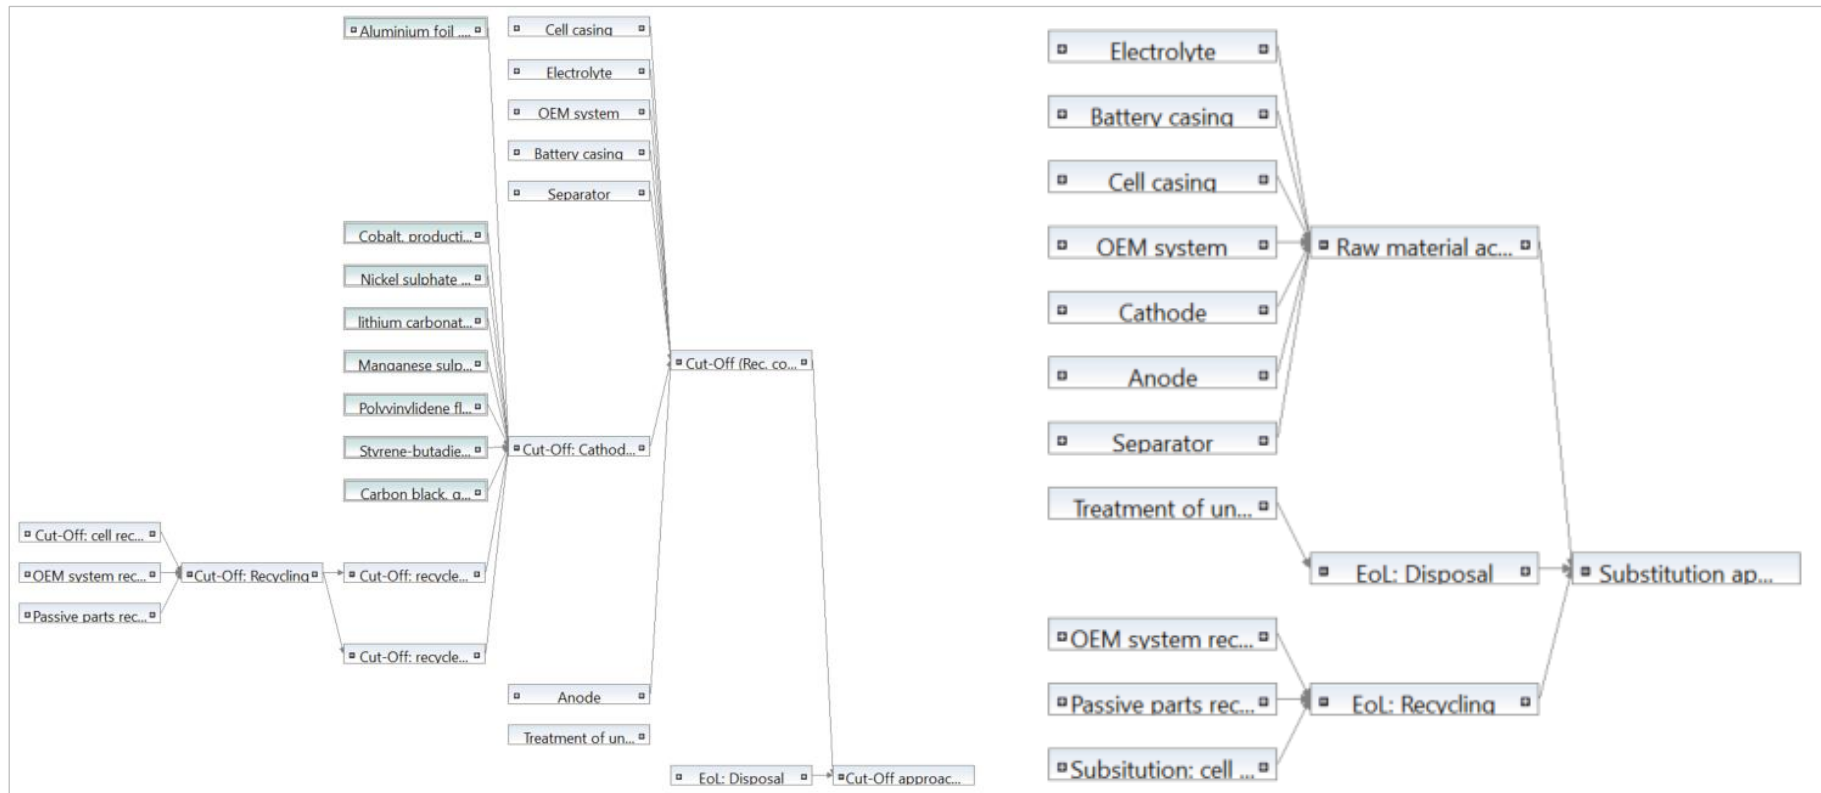 Aluminium foil ....
Cell casing
Electrolyte
OEM system
Battery casing
Separator
Cobalt, producti...
Nickel sulphate ...
lithium carbonat...
Manganese sulp...
Polyvinylidene fl...
Styrene-butadie...
Carbon black, g...
Cut-Off (Rec. co...
Cut-Off: Cathod...
Cut-Off: cell rec...
OEM system rec...
Passive parts rec...
Cut-Off: Recycling
Cut-Off: recycle...
Cut-Off: recycle...
Anode
Treatment of un...
EoL: Disposal
Cut-Off approac...
Electrolyte
Battery casing
Cell casing
OEM system
Cathode
Anode
Separator
Raw material ac...
Treatment of un...
EoL: Disposal
Substitution ap...
OEM system rec...
Passive parts rec...
Subsitution: cell ...
EoL: Recycling